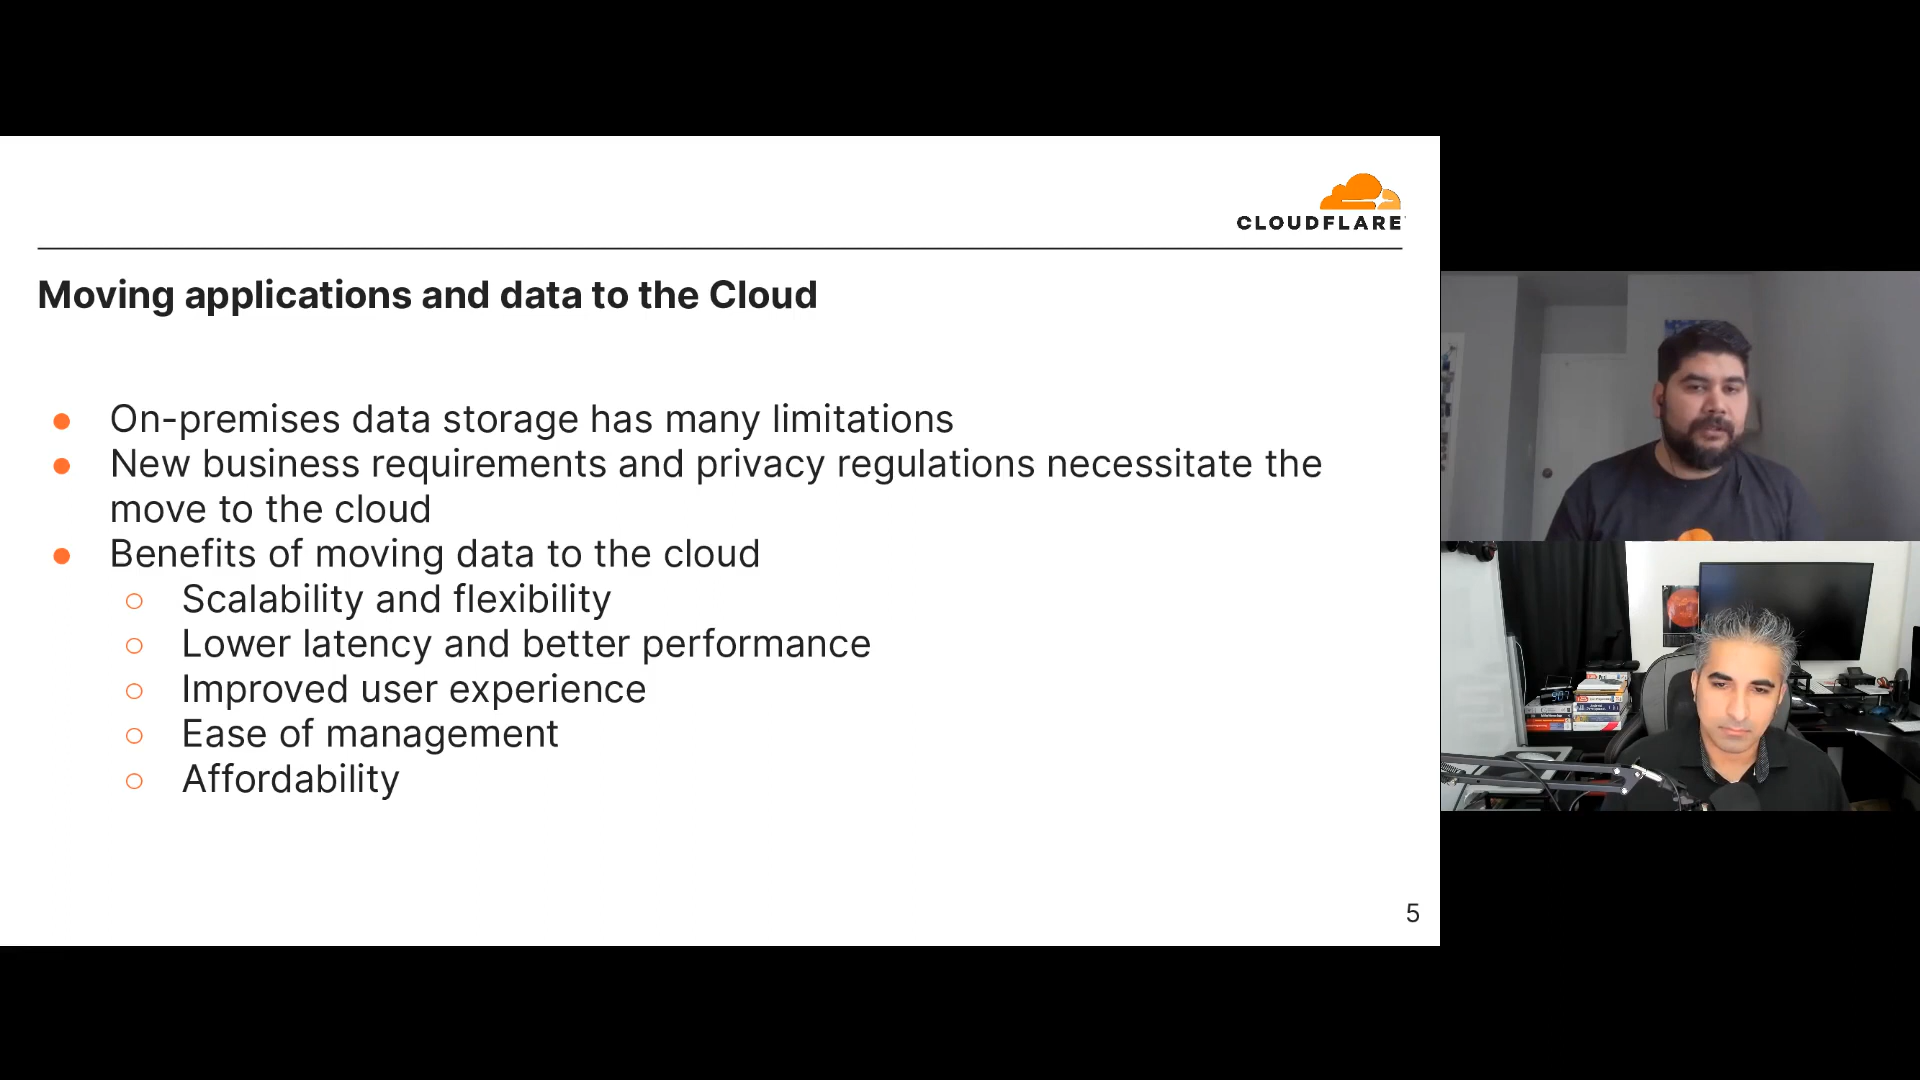 CLOUDFLARE
Moving applications and data to the Cloud
● On-premises data storage has many limitations
● New business requirements and privacy regulations necessitate the
move to the cloud
● Benefits of moving data to the cloud
○ Scalability and flexibility
○ Lower latency and better performance
○ Improved user experience
○ Ease of management
○ Affordability
5